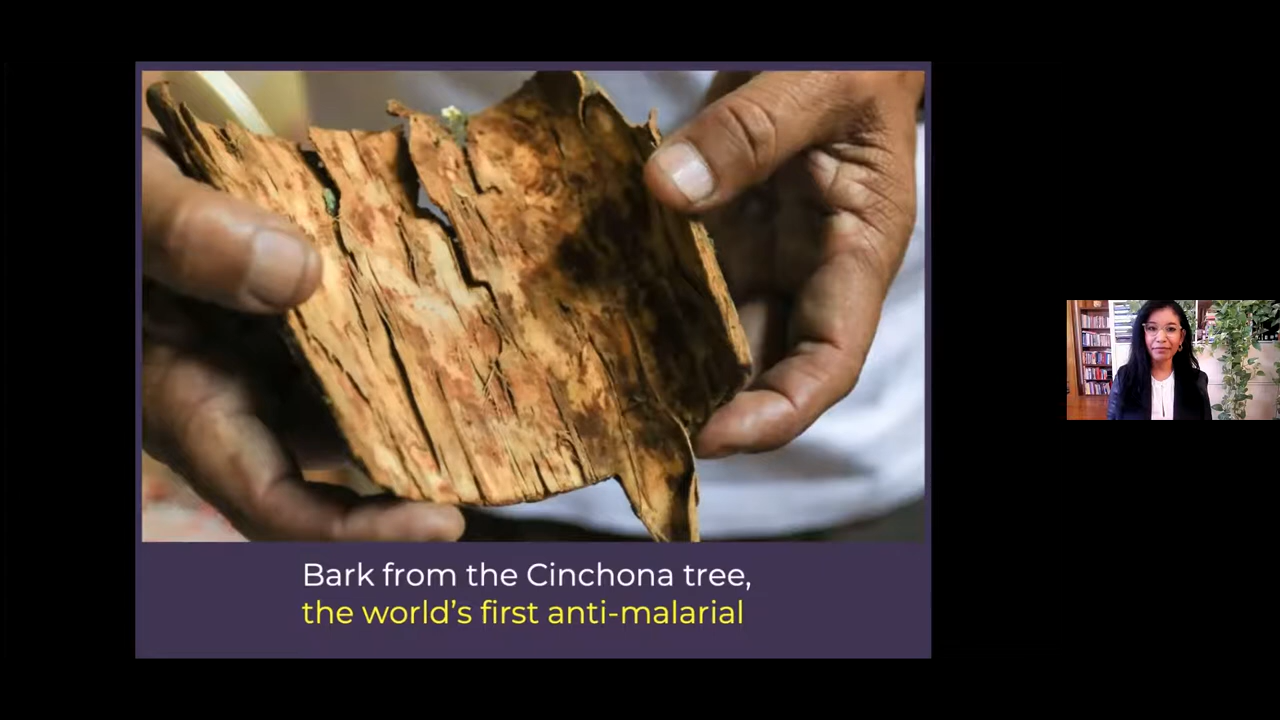 Bark from the Cinchona tree,
the world’s first anti-malarial